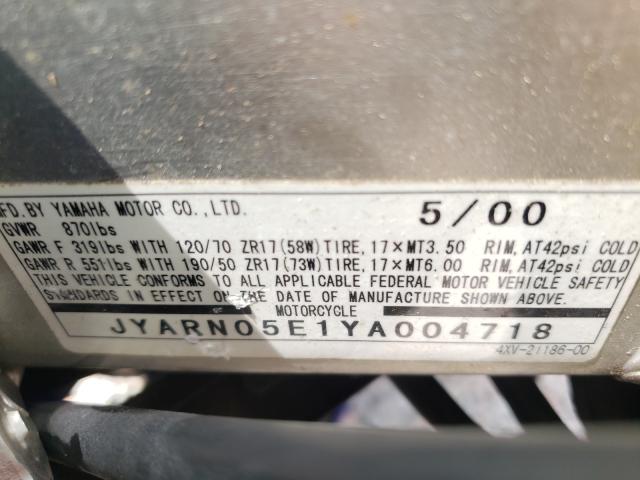 MFD.BY YAMAHA MOTOR CO.,LTD. 5/00
GVWR 870lbs
GAWR F 319lbs WITH 120/70 ZR17(58W)TIRE,17×MT3.50 RIM,AT42psi COLD
GAWR R 551lbs WITH 190/50 ZR17(73W)TIRE,17×MT6.00 RIM,AT42psi COLD
THIS VEHICLE CONFORMS TO ALL APPLICABLE FEDERAL MOTOR VEHICLE SAFETY
STANDARDS IN EFFECT ON THE DATE OF MANUFACTURE SHOWN ABOVE.
MOTORCYCLE
JYARN05E1YA004718
4XV-21186-00